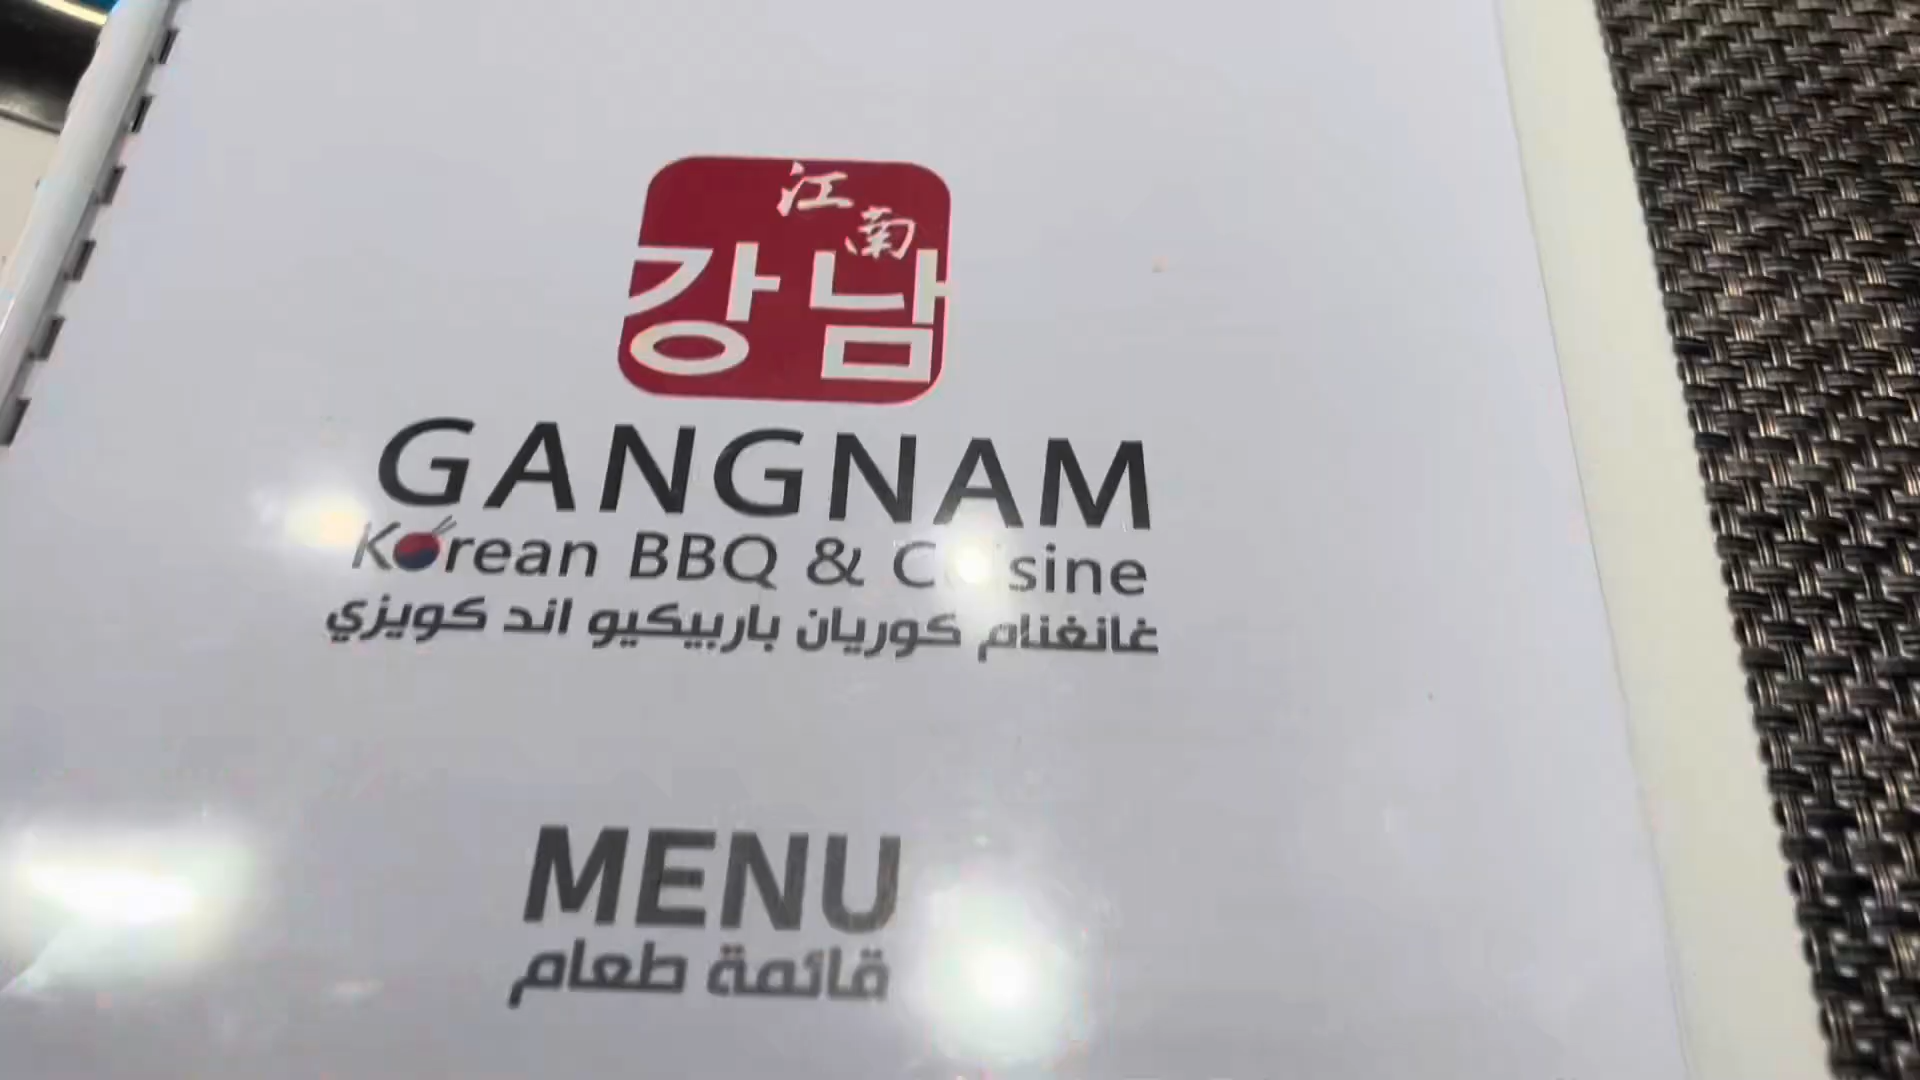 江南
강남
GANGNAM
Korean BBQ & Cuisine
غانغنام كوريان باربيكيو اند كويزي
MENU
قائمة طعام